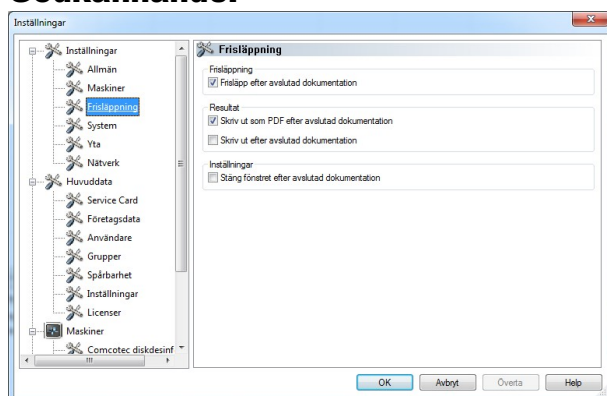 Inställningar
Inställningar
Allmän
Maskiner
Frisläppning
System
Yta
Nätverk
Huvuddata
Service Card
Företagsdata
Användare
Grupper
Spårbarhet
Inställningar
Licenser
Maskiner
Comcotec diskdesinf
Frisläppning
Frisläppning
Frisläpp efter avslutad dokumentation
Resultat
Skriv ut som PDF efter avslutad dokumentation
Skriv ut efter avslutad dokumentation
Inställningar
Stäng fönstret efter avslutad dokumentation
OK
Avbryt
Överta
Help